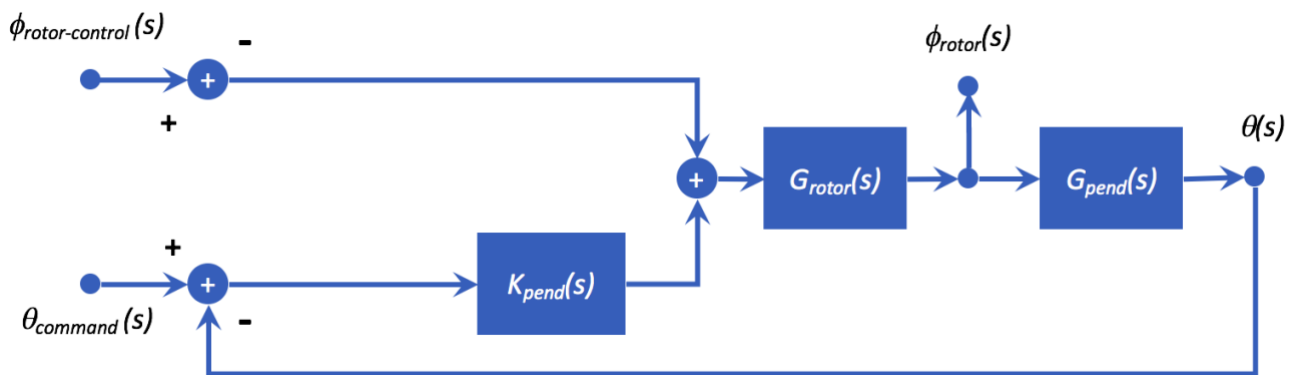 ϕrotor-control(s)
-
+
+
ϕrotor(s)
θ(s)
+
Grotor(s)
Gpend(s)
+
+
Kpend(s)
θcommand(s)
-